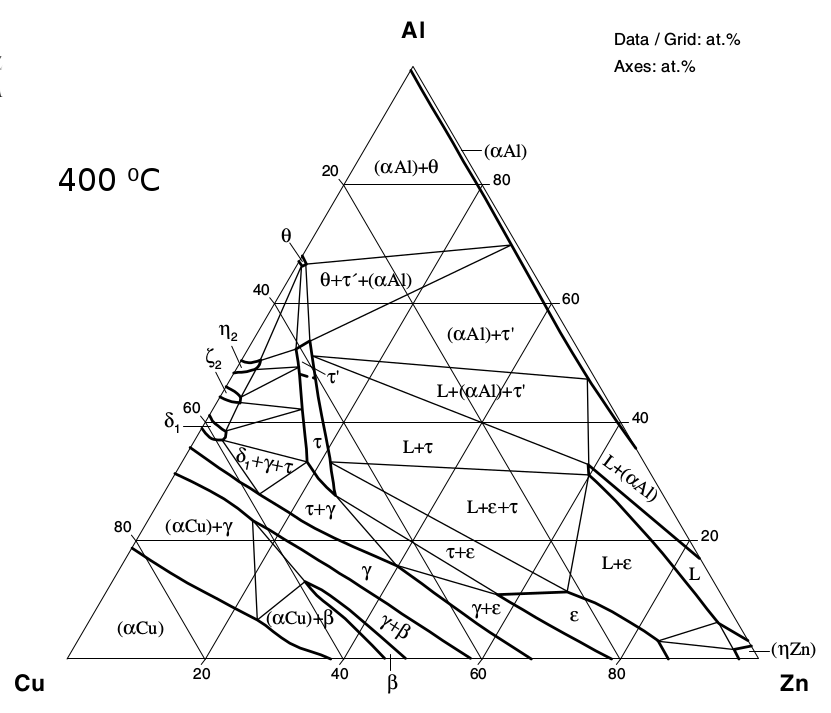 Al
Data / Grid: at.%
Axes: at.%
400 ⁰C
(αAl)
(αAl)+θ
20
80
θ
θ+τ´+(αAl)
40
60
η₂
(αAl)+τ'
ζ₂
τ'
L+(αAl)+τ'
60
40
δ₁
τ
L+τ
δ₁+γ+τ
L+(αAl)
τ+γ
L+ε+τ
80
(αCu)+γ
20
τ+ε
L+ε
γ
L
(αCu)
(αCu)+β
γ+β
γ+ε
ε
(ηZn)
20
40
60
80
Cu
β
Zn